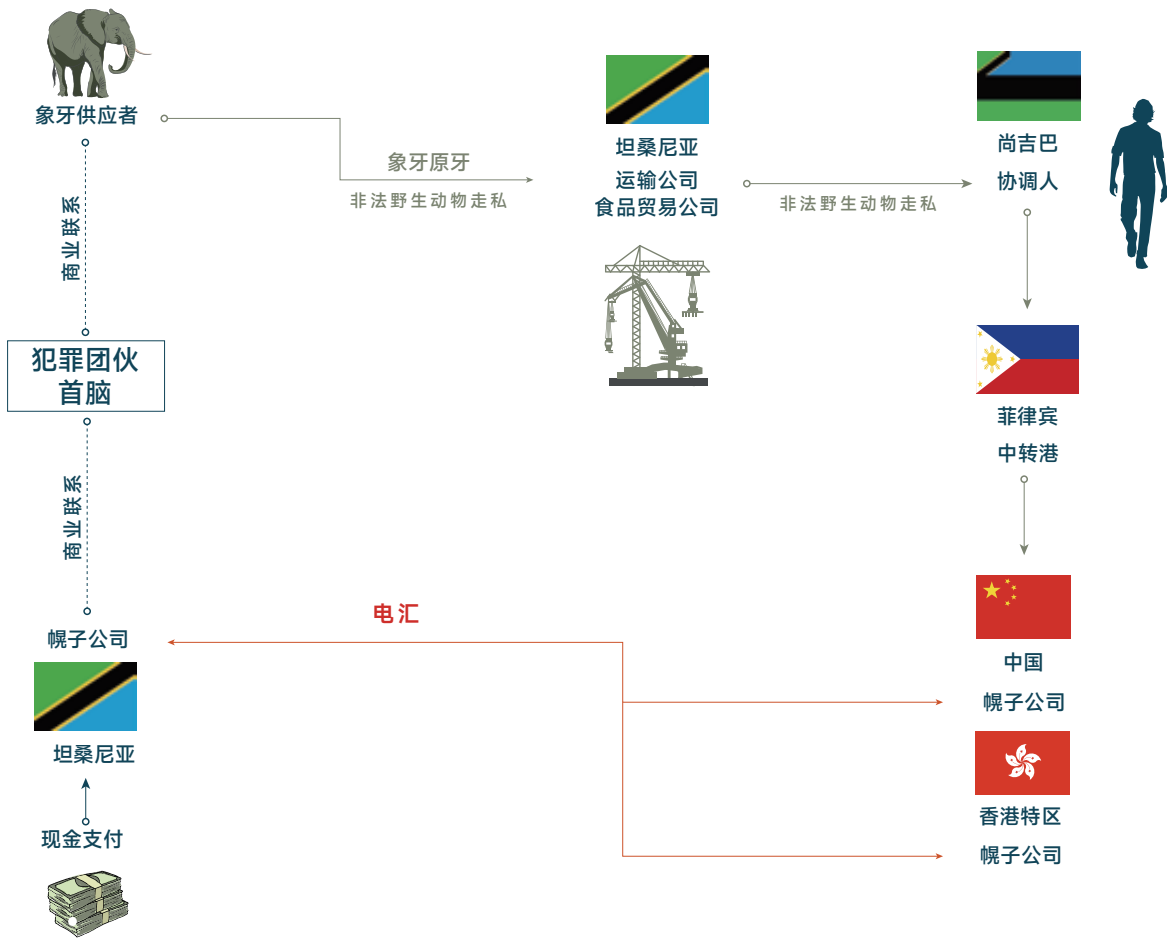 象牙供应者
象牙原牙
非法野生动物走私
坦桑尼亚
运输公司
食品贸易公司
非法野生动物走私
尚吉巴
协调人
商业联系
犯罪团伙
首脑
菲律宾
中转港
商业联系
电汇
幌子公司
坦桑尼亚
现金支付
中国
幌子公司
香港特区
幌子公司